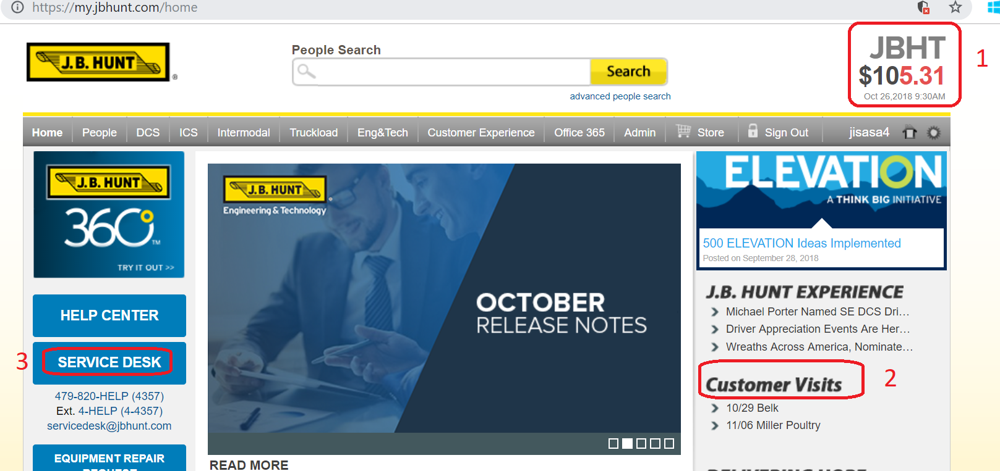 https://my.jbhunt.com/home
J.B. HUNT
®
People Search
Search
advanced people search
JBHT
$105.31
Oct 26,2018 9:30AM
1
Home People DCS ICS Intermodal Truckload Eng&Tech Customer Experience Office 365 Admin Store Sign Out jisasa4
J.B. HUNT
360°
TM
TRY IT OUT >>
HELP CENTER
3
SERVICE DESK
479-820-HELP (4357)
Ext. 4-HELP (4-4357)
servicedesk@jbhunt.com
EQUIPMENT REPAIR
REQUEST
J.B. HUNT
Engineering & Technology
OCTOBER
RELEASE NOTES
READ MORE
ELEVATION
A THINK BIG INITIATIVE
500 ELEVATION Ideas Implemented
Posted on September 28, 2018
J.B. HUNT EXPERIENCE
Michael Porter Named SE DCS Dri...
Driver Appreciation Events Are Her...
Wreaths Across America, Nominate...
Customer Visits
2
10/29 Belk
11/06 Miller Poultry